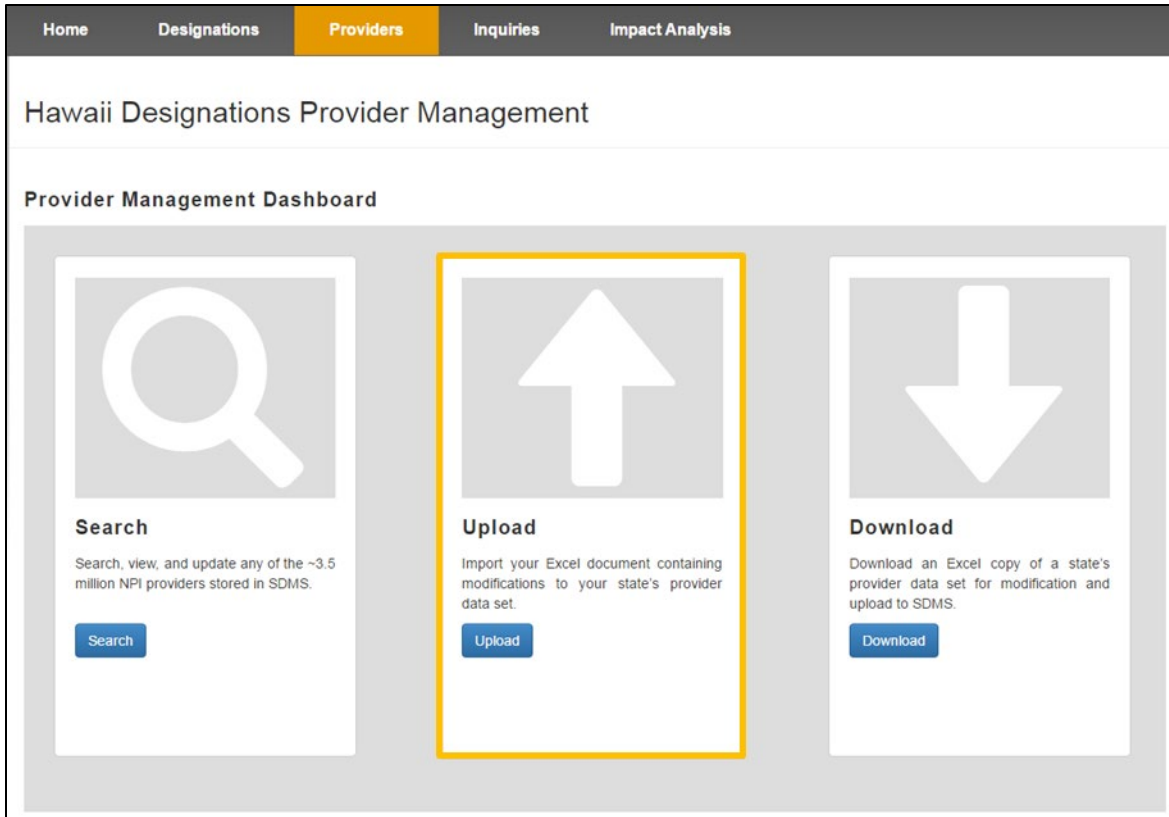 Home Designations Providers Inquiries Impact Analysis
Hawaii Designations Provider Management
Provider Management Dashboard
Search
Search, view, and update any of the ~3.5
million NPI providers stored in SDMS.
Search
Upload
Import your Excel document containing
modifications to your state's provider
data set.
Upload
Download
Download an Excel copy of a state's
provider data set for modification and
upload to SDMS.
Download